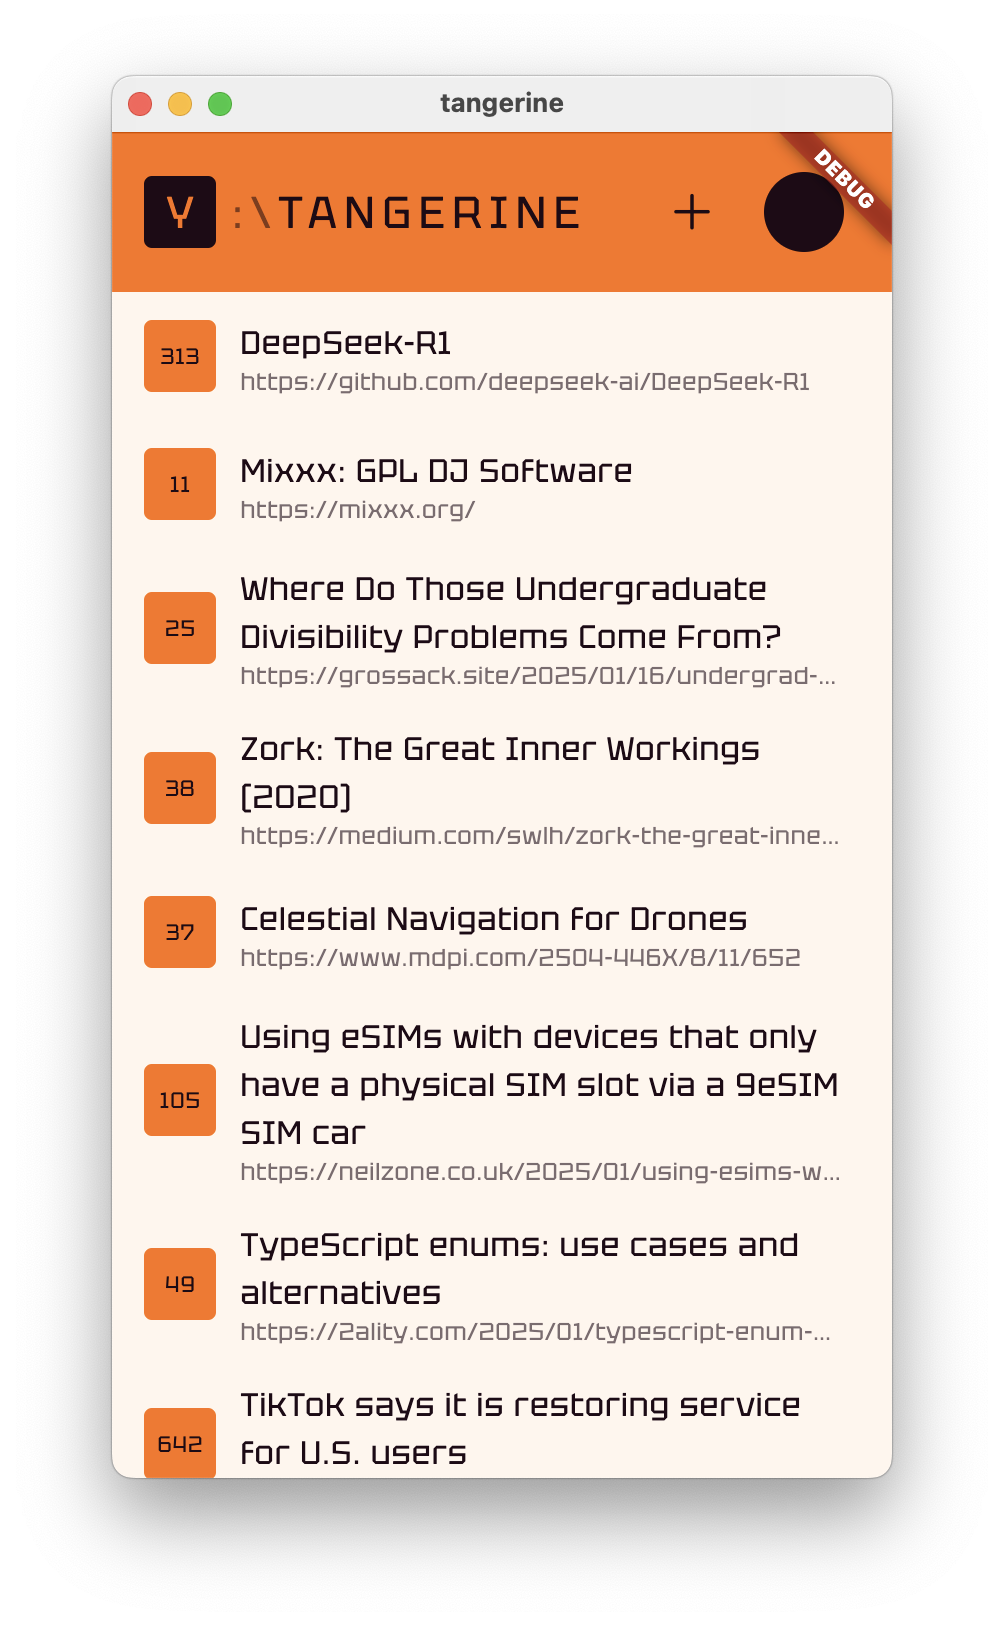 tangerine
DEBUG
Y :\TANGERINE +
313
DeepSeek-R1
https://github.com/deepseek-ai/DeepSeek-R1
11
Mixxx: GPL DJ Software
https://mixxx.org/
25
Where Do Those Undergraduate
Divisibility Problems Come From?
https://grossack.site/2025/01/16/undergrad-...
38
Zork: The Great Inner Workings
(2020)
https://medium.com/swlh/zork-the-great-inne...
37
Celestial Navigation for Drones
https://www.mdpi.com/2504-446X/8/11/652
105
Using eSIMs with devices that only
have a physical SIM slot via a 9eSIM
SIM car
https://neilzone.co.uk/2025/01/using-esims-w...
49
TypeScript enums: use cases and
alternatives
https://2ality.com/2025/01/typescript-enum-...
642
TikTok says it is restoring service
for U.S. users